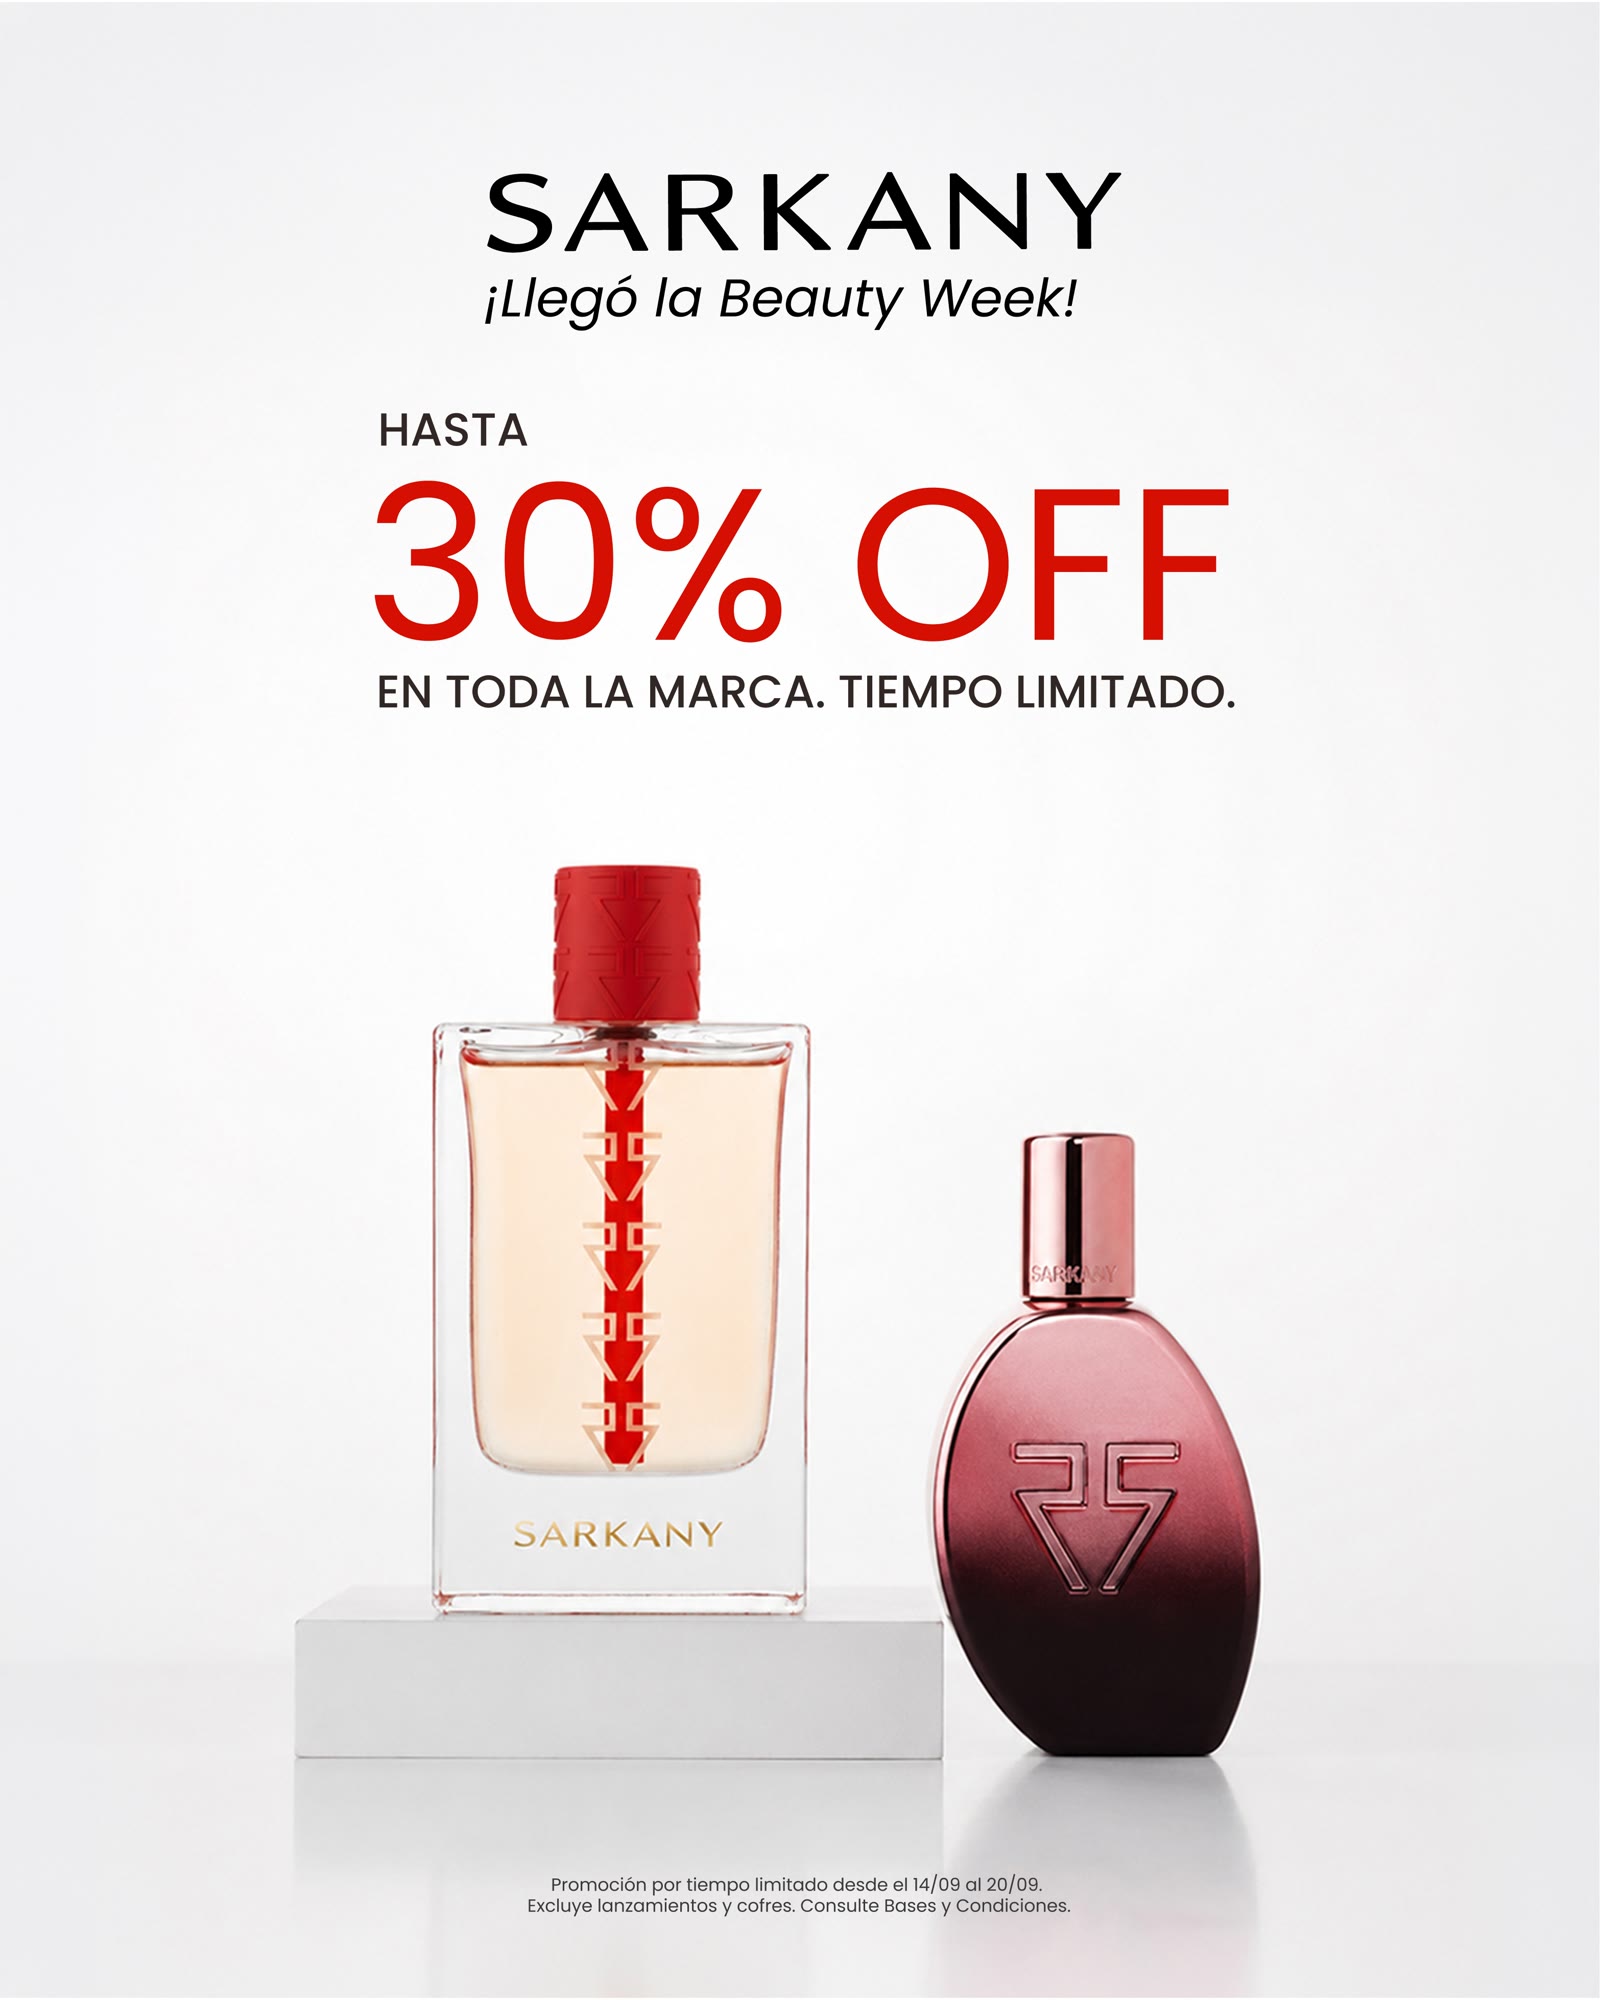 SARKANY
¡Llegó la Beauty Week!
HASTA
30% OFF
EN TODA LA MARCA. TIEMPO LIMITADO.
SARKANY
SARKANY
Promoción por tiempo limitado desde el 14/09 al 20/09.
Excluye lanzamientos y cofres. Consulte Bases y Condiciones.